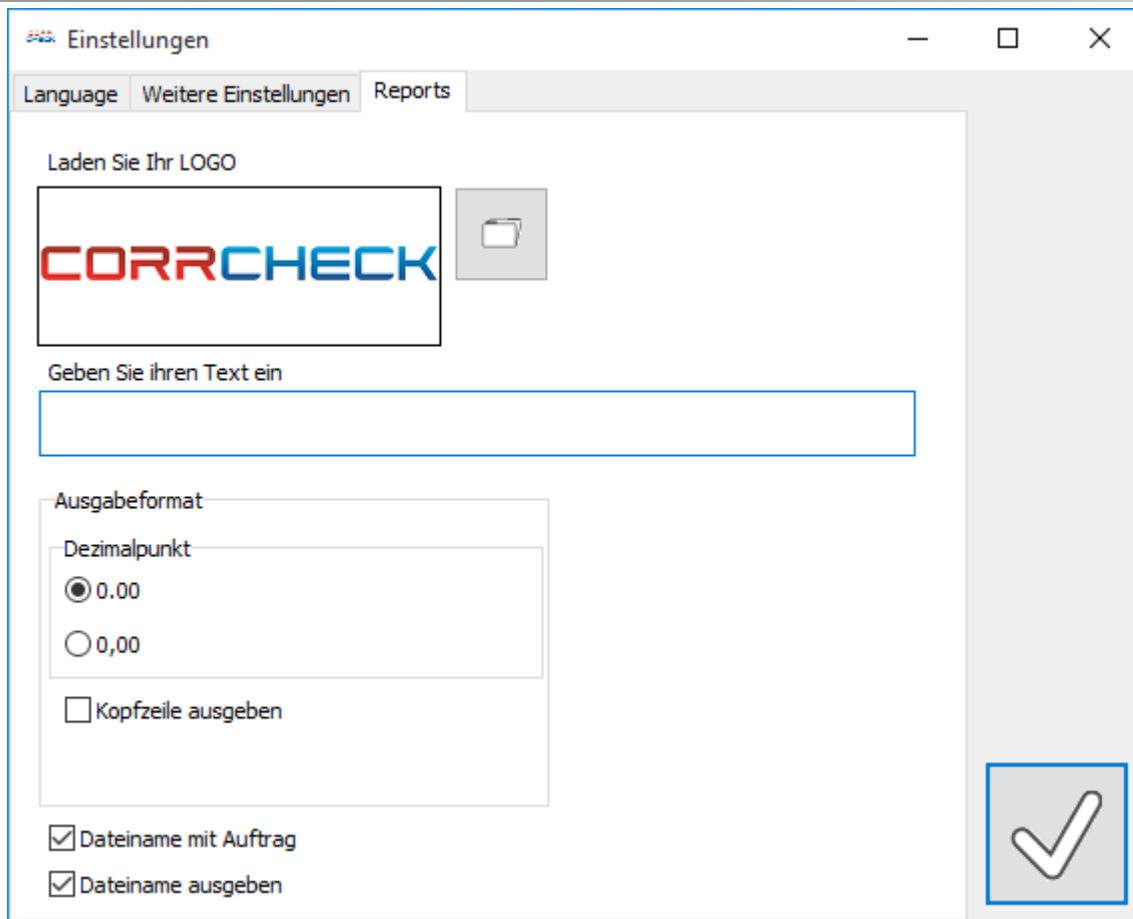 Einstellungen
Language Weitere Einstellungen Reports
Laden Sie Ihr LOGO
CORRCHECK
Geben Sie ihren Text ein
Ausgabeformat
Dezimalpunkt
0.00
0,00
Kopfzeile ausgeben
Dateiname mit Auftrag
Dateiname ausgeben